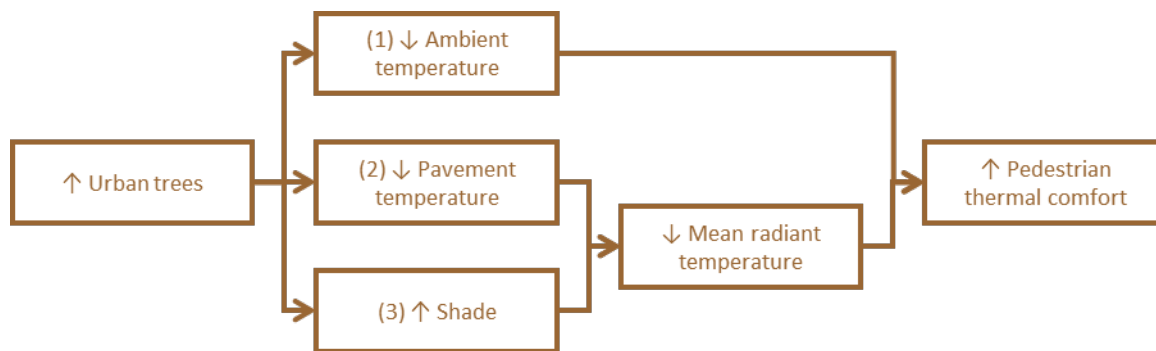 (1) ↓ Ambient
temperature
↑ Urban trees
(2) ↓ Pavement
temperature
(3) ↑ Shade
↓ Mean radiant
temperature
↑ Pedestrian
thermal comfort